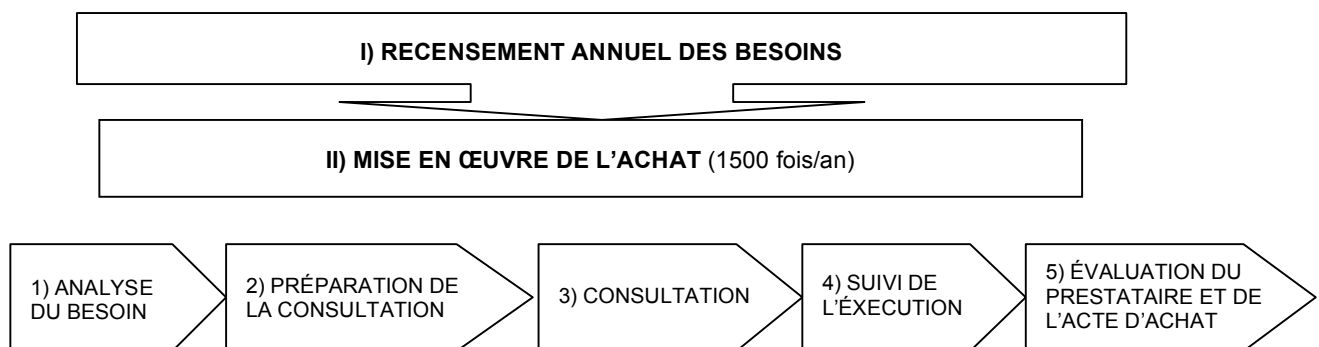 I) RECENSEMENT ANNUEL DES BESOINS
II) MISE EN ŒUVRE DE L’ACHAT (1500 fois/an)
1) ANALYSE
DU BESOIN
2) PRÉPARATION DE
LA CONSULTATION
3) CONSULTATION
4) SUIVI DE
L’ÉXECUTION
5) ÉVALUATION DU
PRESTATAIRE ET DE
L’ACTE D’ACHAT